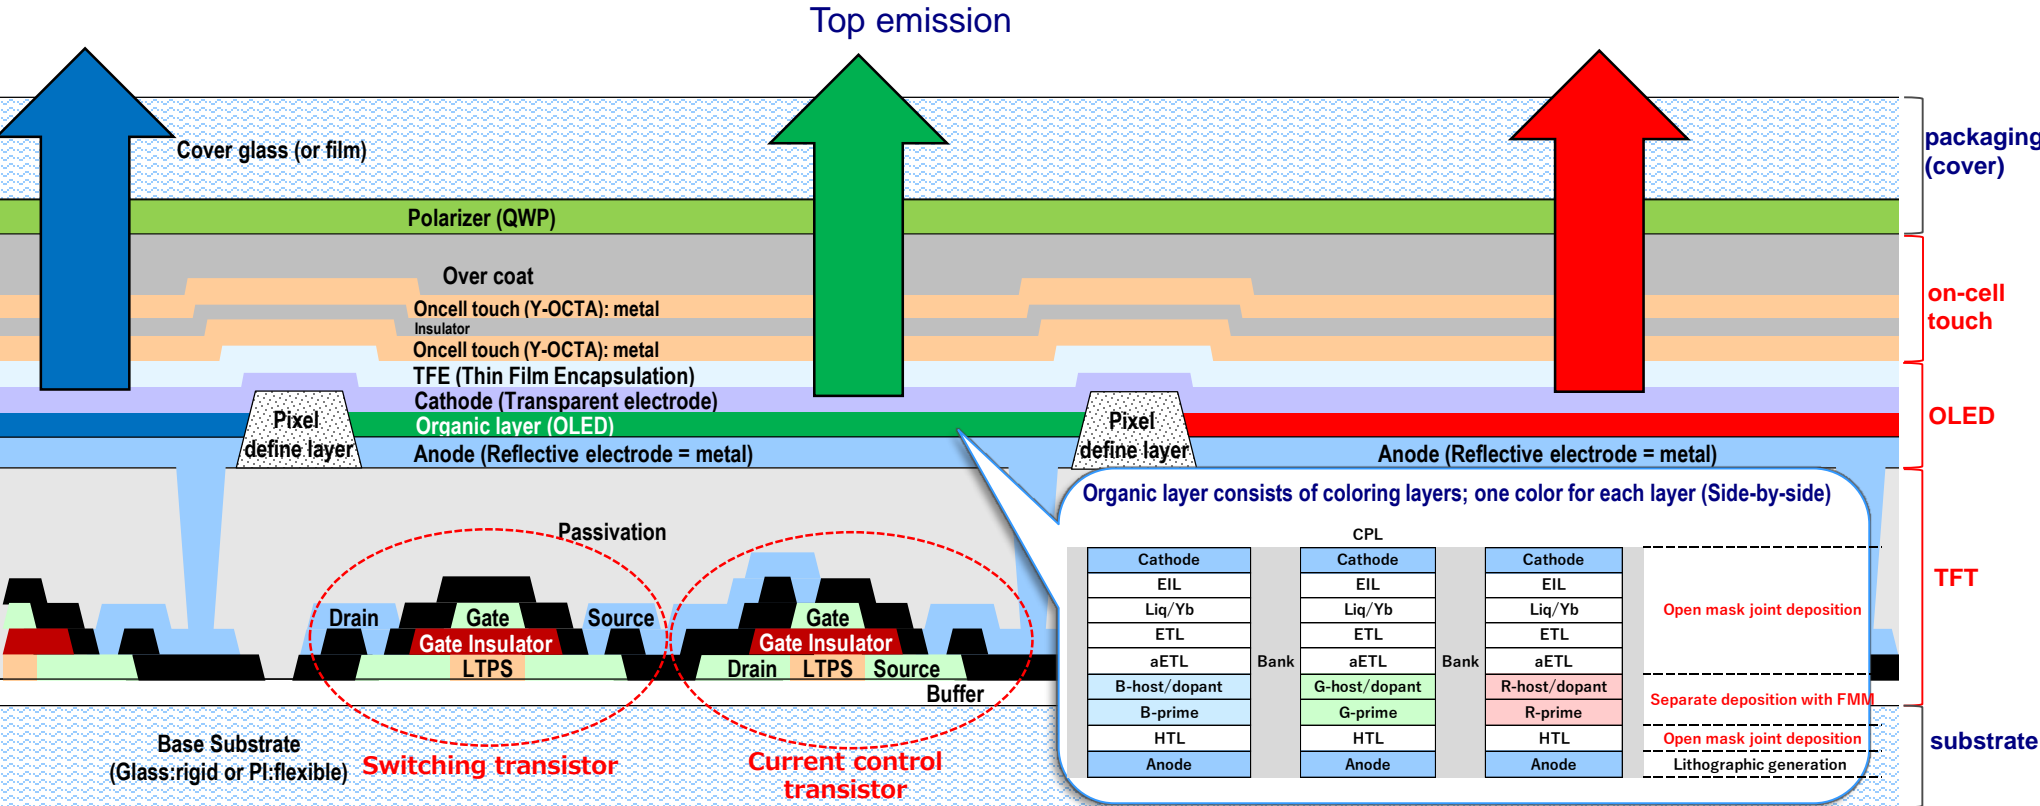 Top emission
Cover glass (or film)
packaging
(cover)
Polarizer (QWP)
Over coat
Oncell touch (Y-OCTA): metal
Insulator
Oncell touch (Y-OCTA): metal
on-cell
touch
TFE (Thin Film Encapsulation)
Cathode (Transparent electrode)
Organic layer (OLED)
Pixel
define layer
Pixel
define layer
OLED
Anode (Reflective electrode = metal)
Anode (Reflective electrode = metal)
Passivation
Drain
Gate
Source
Gate Insulator
LTPS
Gate
Gate Insulator
Drain
LTPS
Source
Buffer
TFT
Base Substrate
(Glass:rigid or PI:flexible)
Switching transistor
Current control
transistor
substrate
Organic layer consists of coloring layers; one color for each layer (Side-by-side)
CPL
Cathode Cathode Cathode
EIL EIL EIL
Liq/Yb Liq/Yb Liq/Yb Open mask joint deposition
ETL ETL ETL
aETL Bank aETL Bank aETL
B-host/dopant G-host/dopant R-host/dopant
Separate deposition with FMM
B-prime G-prime R-prime
HTL HTL HTL Open mask joint deposition
Anode Anode Anode Lithographic generation